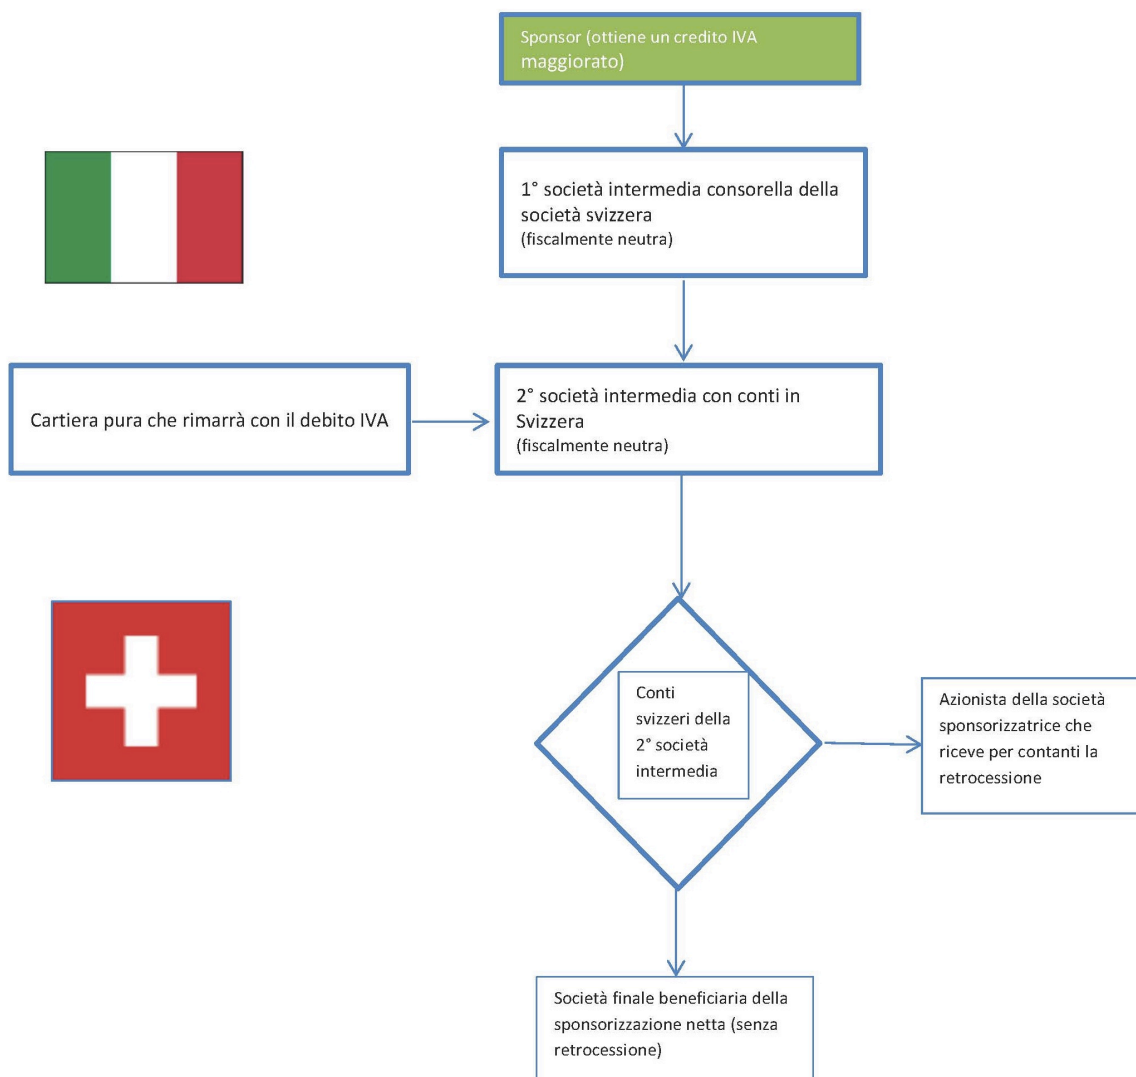 Sponsor (ottiene un credito IVA
maggiorato)
1° società intermedia consorella della
società svizzera
(fiscalmente neutra)
Cartiera pura che rimarrà con il debito IVA
2° società intermedia con conti in
Svizzera
(fiscalmente neutra)
Conti
svizzeri della
2° società
intermedia
Azionista della società
sponsorizzatrice che
riceve per contanti la
retrocessione
Società finale beneficiaria della
sponsorizzazione netta (senza
retrocessione)